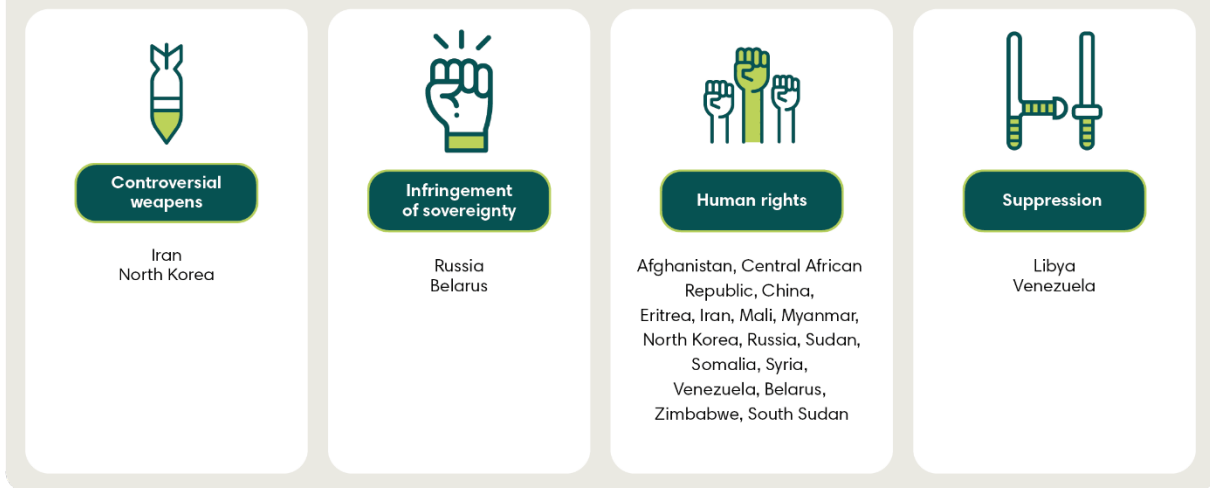 Controversial
weapens
Iran
North Korea
Infringement
of sovereignty
Russia
Belarus
Human rights
Afghanistan, Central African
Republic, China,
Eritrea, Iran, Mali, Myanmar,
North Korea, Russia, Sudan,
Somalia, Syria,
Venezuela, Belarus,
Zimbabwe, South Sudan
Suppression
Libya
Venezuela